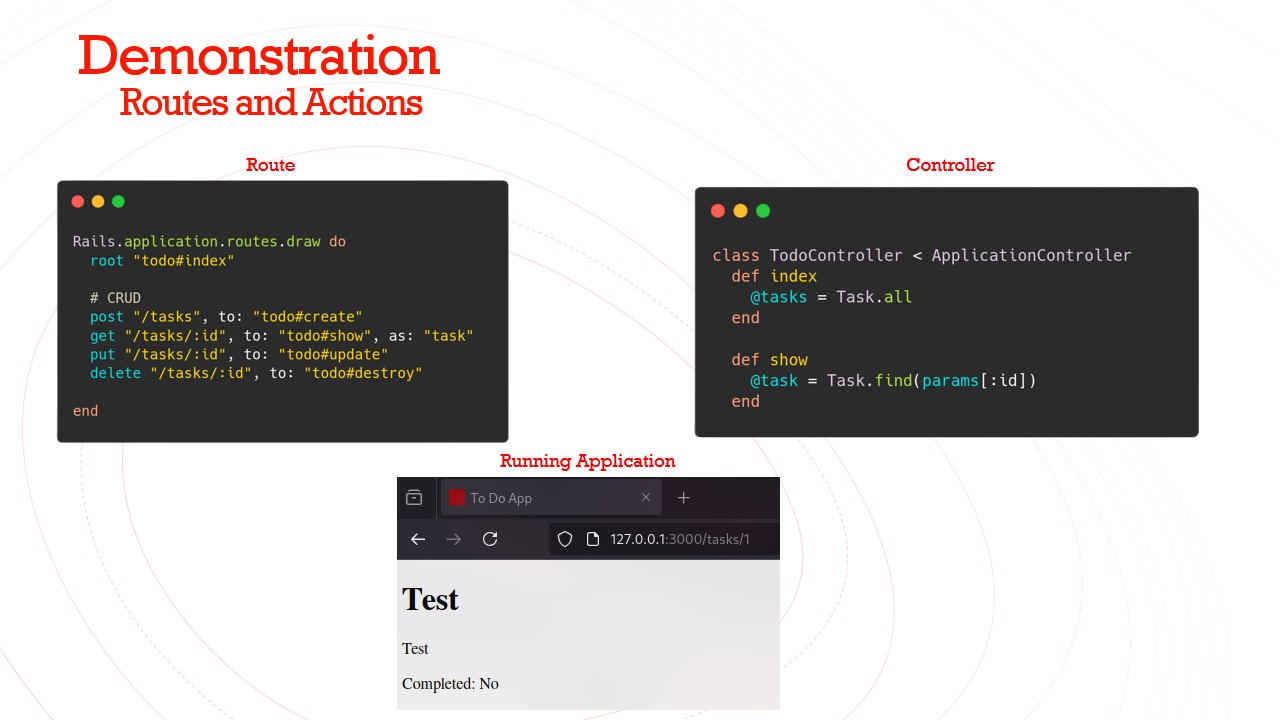 Demonstration
Routes and Actions
Route
Rails.application.routes.draw do
  root "todo#index"

  # CRUD
  post "/tasks", to: "todo#create"
  get "/tasks/:id", to: "todo#show", as: "task"
  put "/tasks/:id", to: "todo#update"
  delete "/tasks/:id", to: "todo#destroy"

end
Controller
class TodoController < ApplicationController
  def index
    @tasks = Task.all
  end

  def show
    @task = Task.find(params[:id])
  end
Running Application
To Do App
127.0.0.1:3000/tasks/1
Test
Test
Completed: No